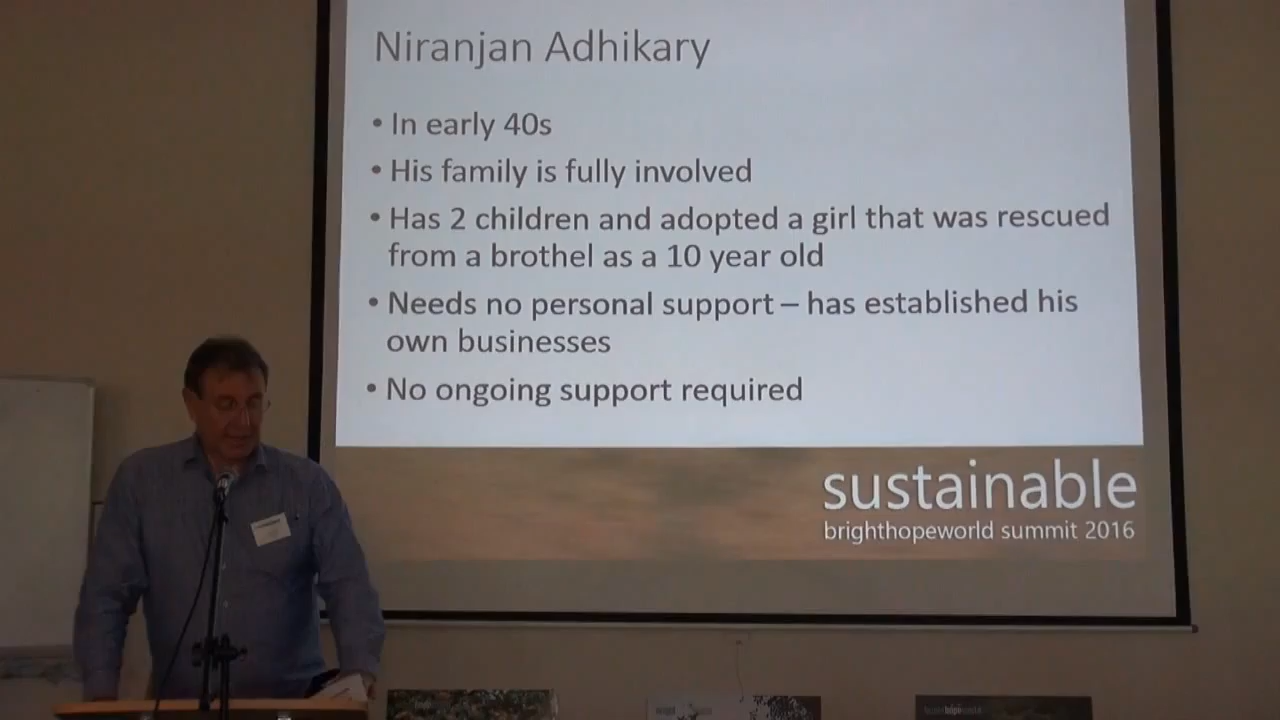 Niranjan Adhikary
• In early 40s
• His family is fully involved
• Has 2 children and adopted a girl that was rescued
from a brothel as a 10 year old
• Needs no personal support – has established his
own businesses
• No ongoing support required
sustainable
brighthopeworld summit 2016